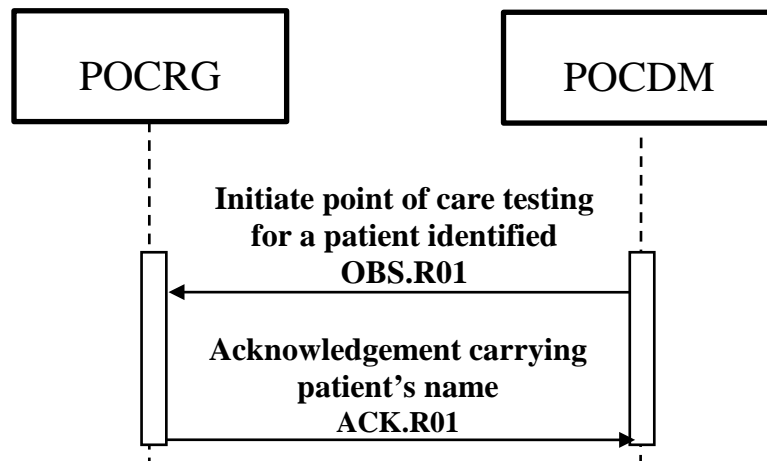 POCRG
POCDM
Initiate point of care testing
for a patient identified
OBS.R01
Acknowledgement carrying
patient’s name
ACK.R01